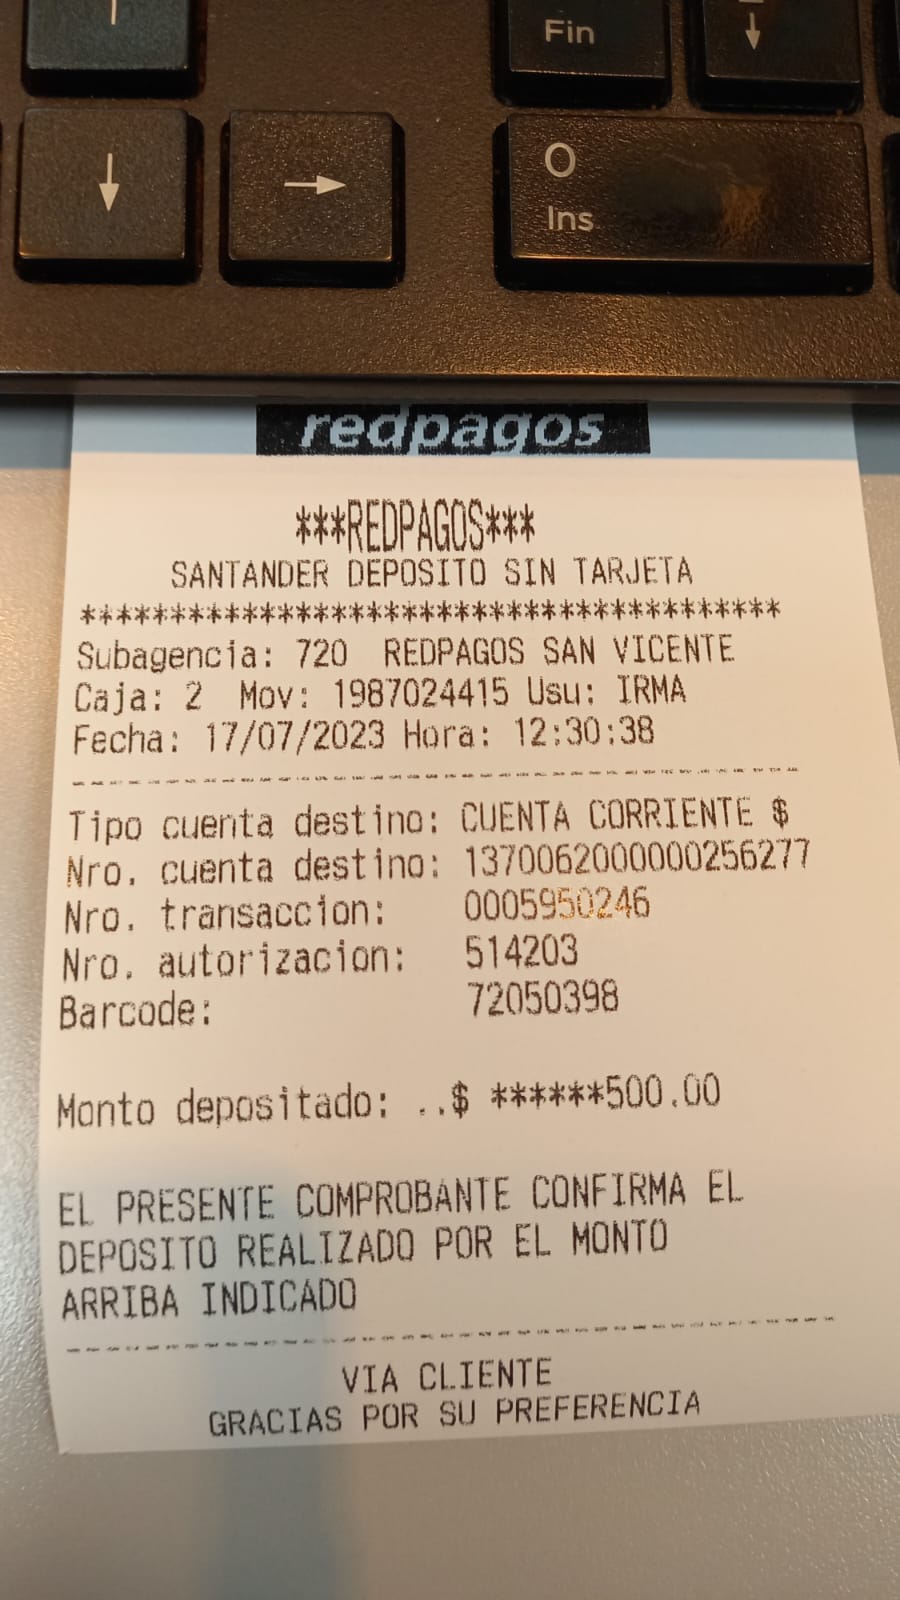 Fin
O
Ins
redpagos
***REDPAGOS***
SANTANDER DEPOSITO SIN TARJETA
**********************************************
Subagencia: 720 REDPAGOS SAN VICENTE
Caja: 2 Mov: 1987024415 Usu: IRMA
Fecha: 17/07/2023 Hora: 12:30:38
Tipo cuenta destino: CUENTA CORRIENTE $
Nro. cuenta destino: 1370062000000256277
Nro. transaccion: 0005950246
Nro. autorizacion: 514203
Barcode: 72050398
Monto depositado: ..$ ******500.00
EL PRESENTE COMPROBANTE CONFIRMA EL
DEPOSITO REALIZADO POR EL MONTO
ARRIBA INDICADO
VIA CLIENTE
GRACIAS POR SU PREFERENCIA